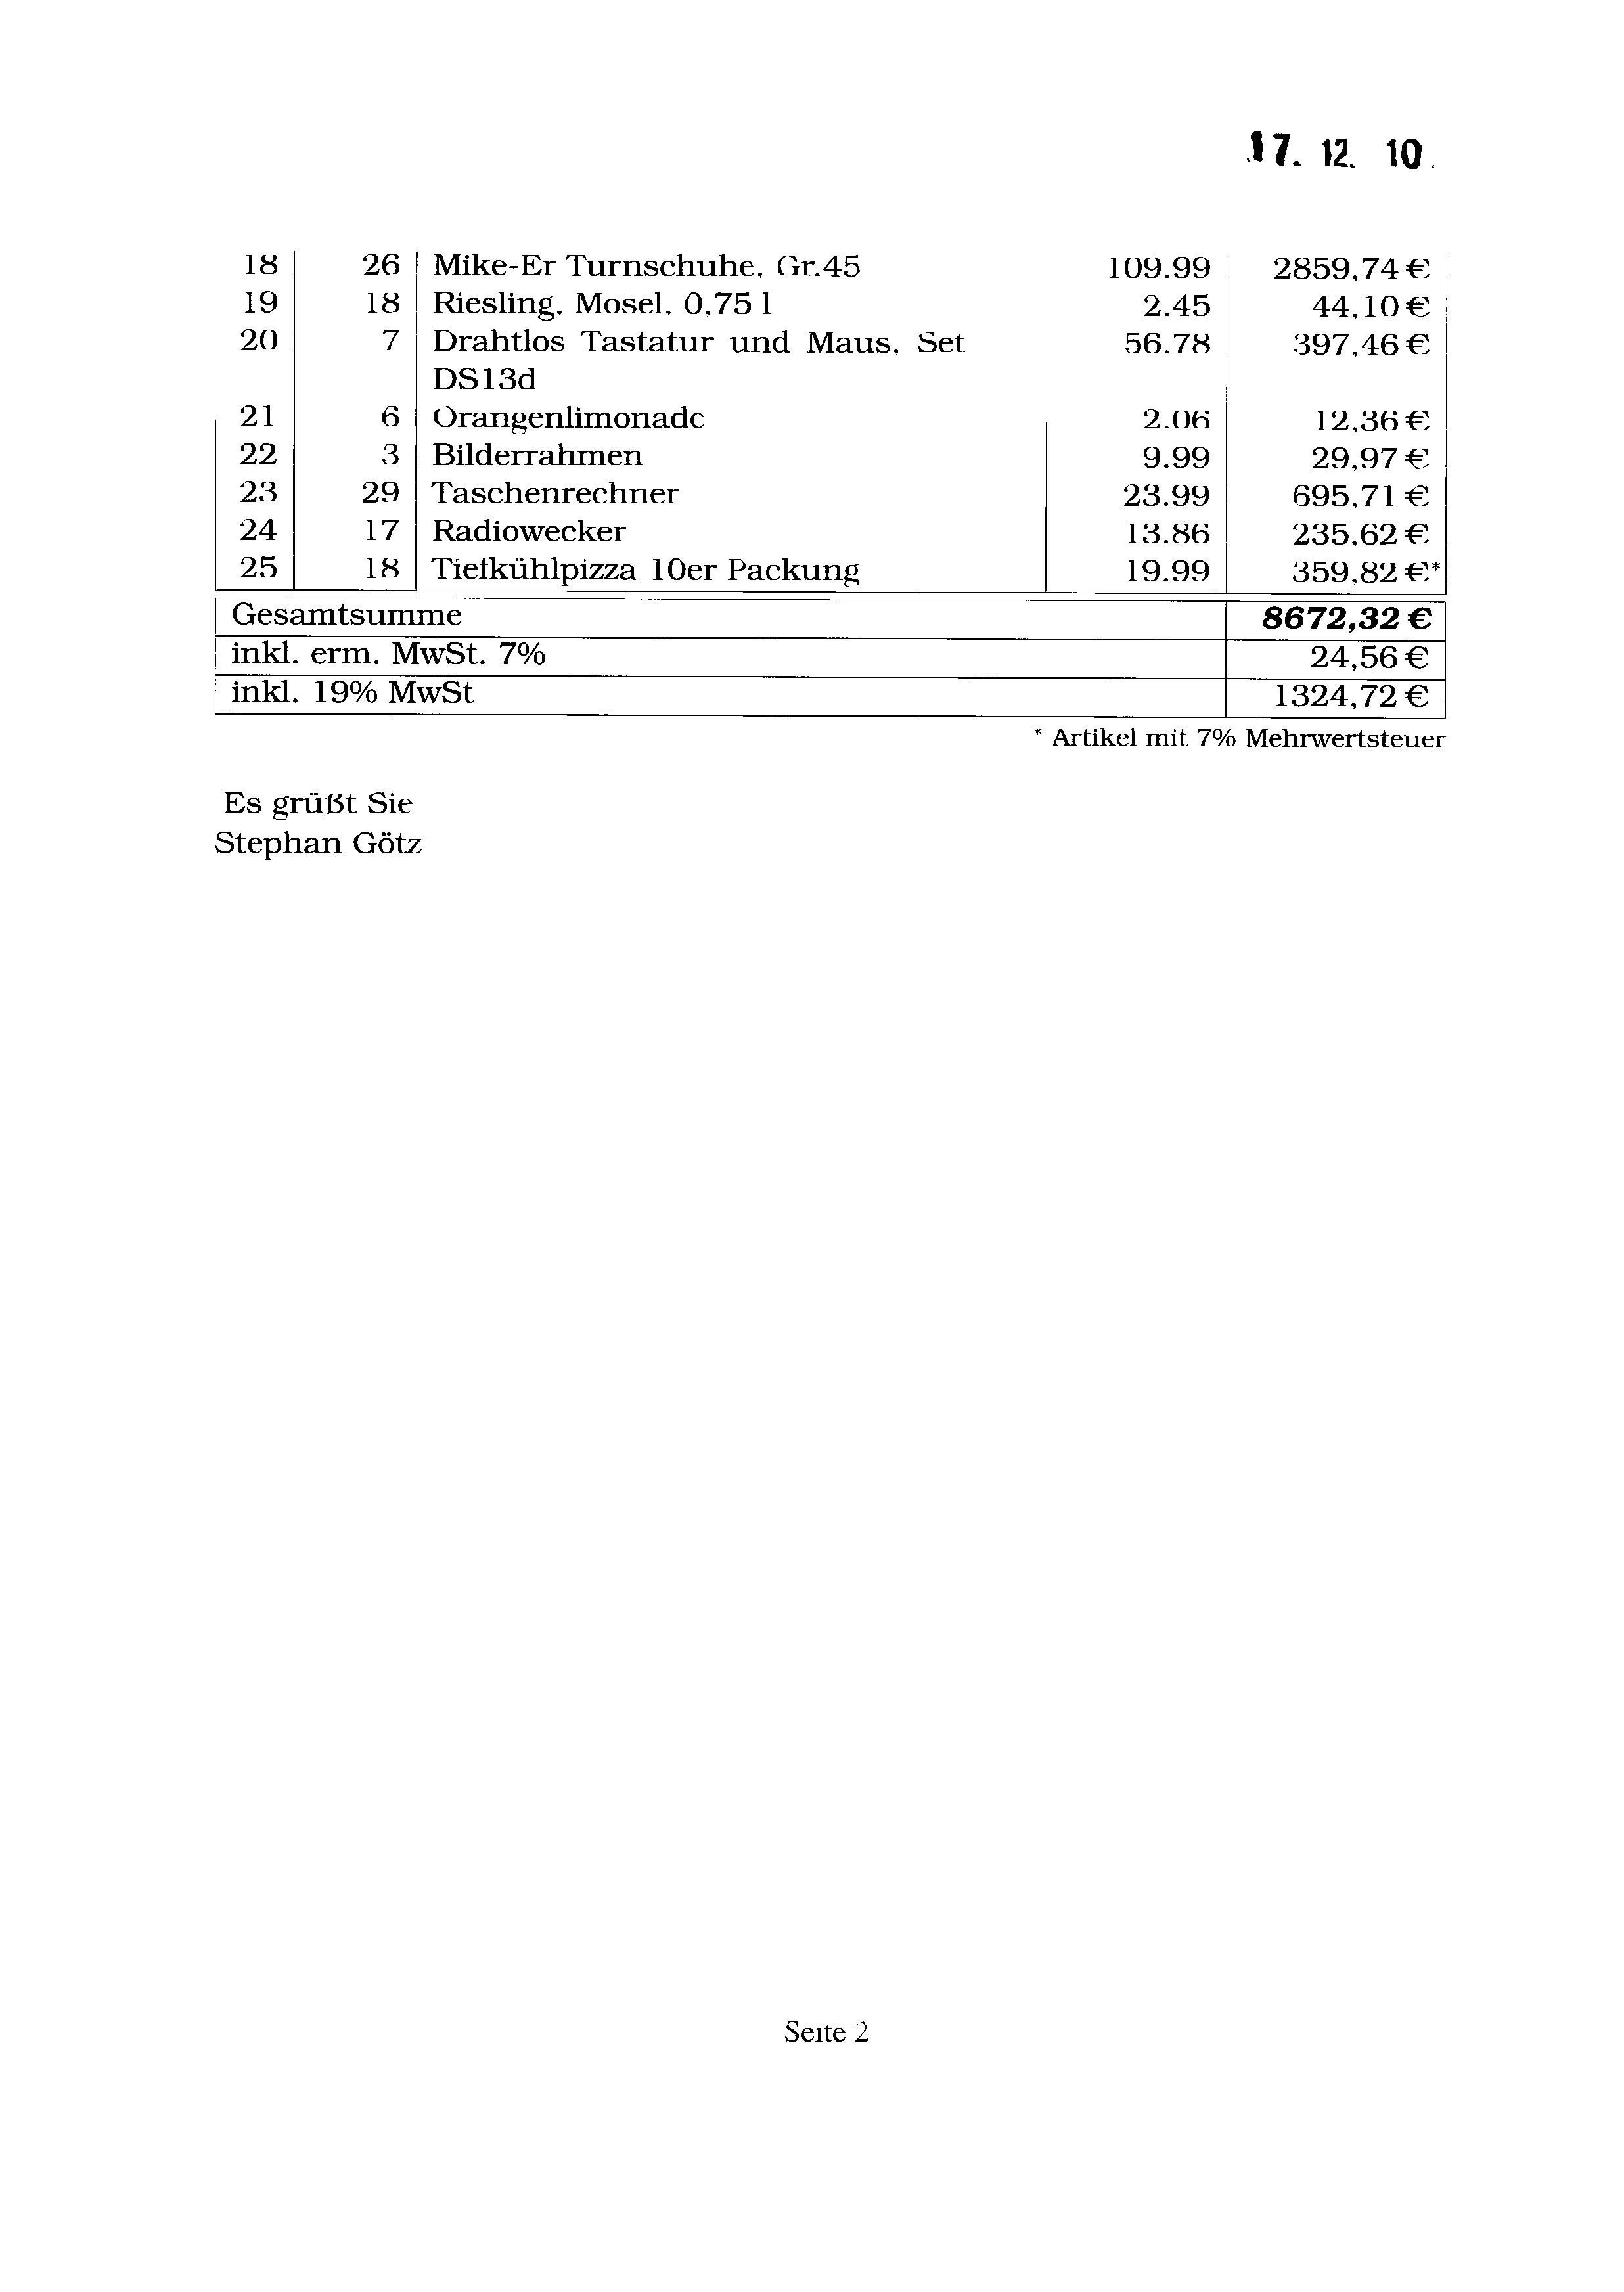 17. 12. 10.
18 26 Mike-Er Turnschuhe, Gr.45 109.99 2859,74 €
19 18 Riesling, Mosel, 0,75 l 2.45 44,10 €
20 7 Drahtlos Tastatur und Maus, Set 56.78 397,46 €
DS13d
21 6 Orangenlimonade 2.06 12,36 €
22 3 Bilderrahmen 9.99 29,97 €
23 29 Taschenrechner 23.99 695,71 €
24 17 Radiowecker 13.86 235,62 €
25 18 Tiefkühlpizza 10er Packung 19.99 359,82 €*
Gesamtsumme 8672,32 €
inkl. erm. MwSt. 7% 24,56 €
inkl. 19% MwSt 1324,72 €
* Artikel mit 7% Mehrwertsteuer
Es grüßt Sie
Stephan Götz
Seite 2